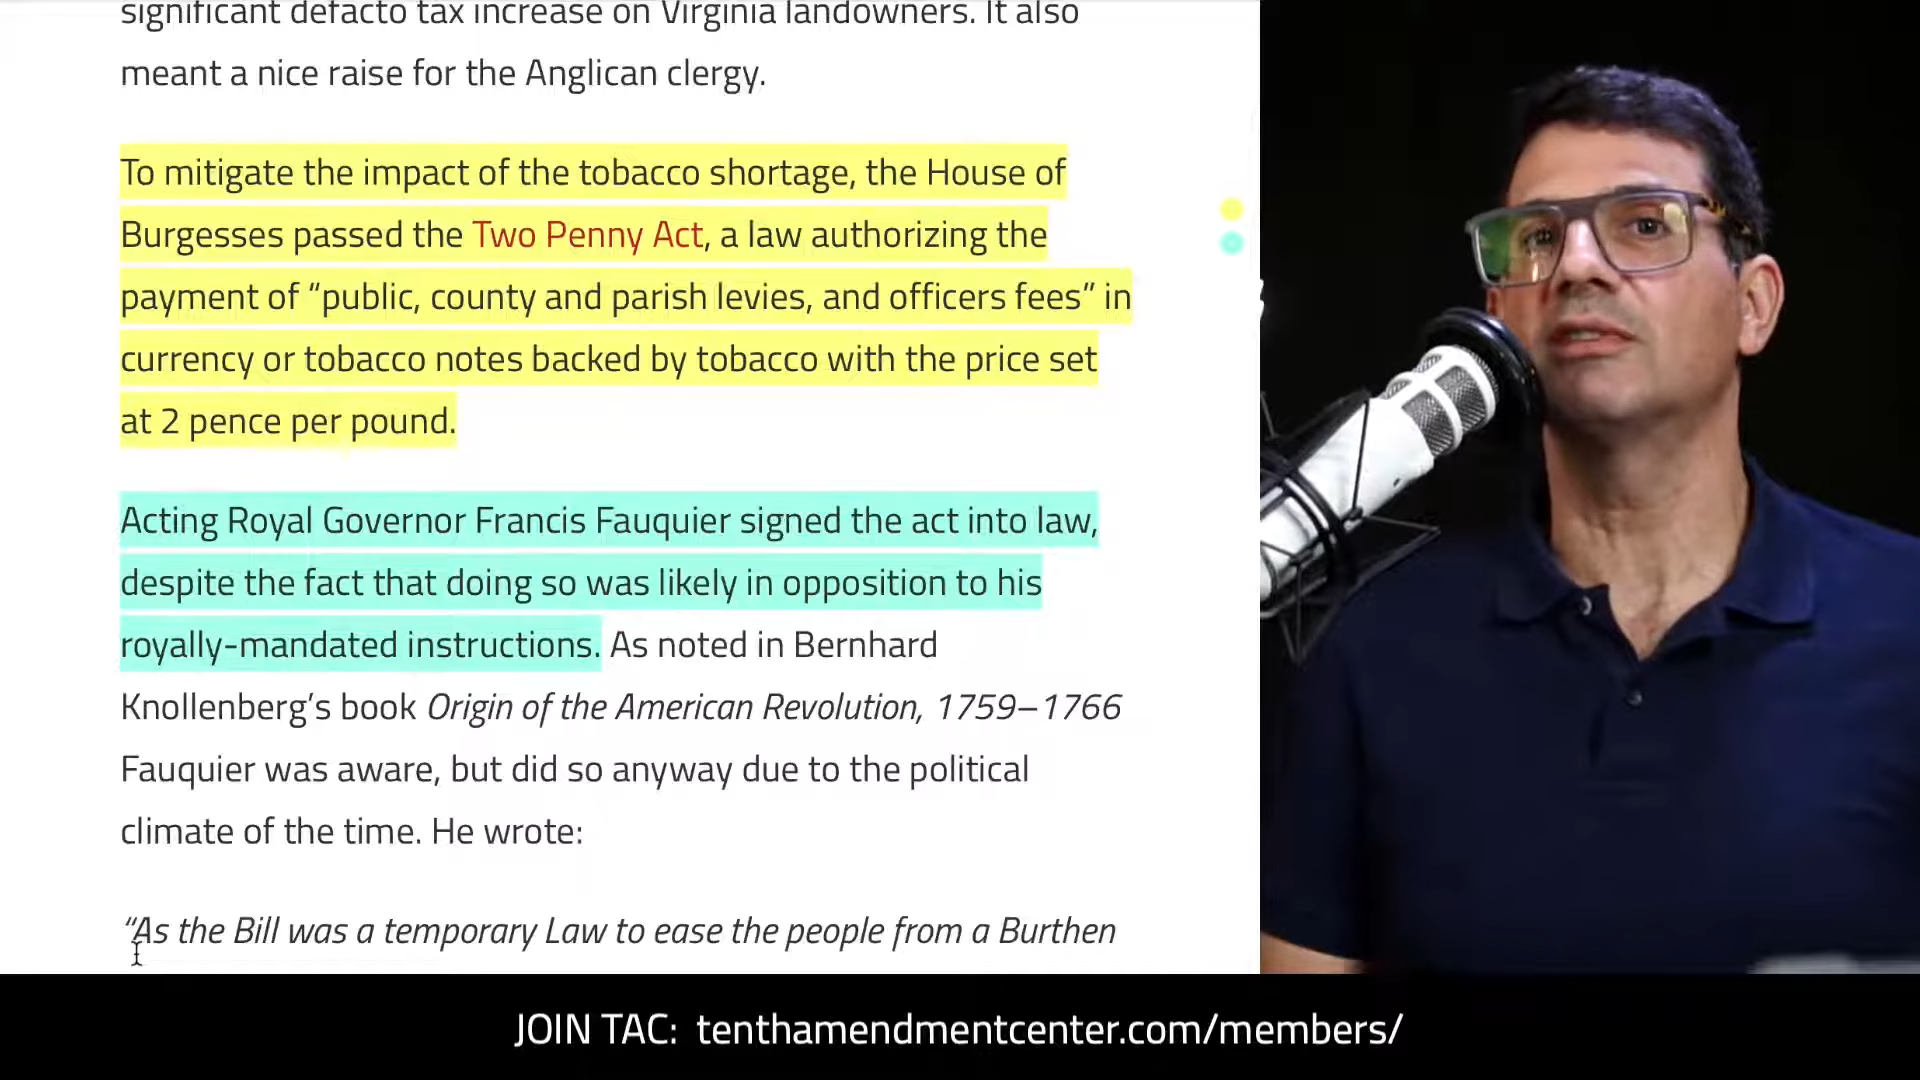 significant defacto tax increase on Virginia landowners. It also
meant a nice raise for the Anglican clergy.
To mitigate the impact of the tobacco shortage, the House of
Burgesses passed the Two Penny Act, a law authorizing the
payment of “public, county and parish levies, and officers fees” in
currency or tobacco notes backed by tobacco with the price set
at 2 pence per pound.
Acting Royal Governor Francis Fauquier signed the act into law,
despite the fact that doing so was likely in opposition to his
royally-mandated instructions. As noted in Bernhard
Knollenberg’s book Origin of the American Revolution, 1759–1766
Fauquier was aware, but did so anyway due to the political
climate of the time. He wrote:
“As the Bill was a temporary Law to ease the people from a Burthen
JOIN TAC: tenthamendmentcenter.com/members/